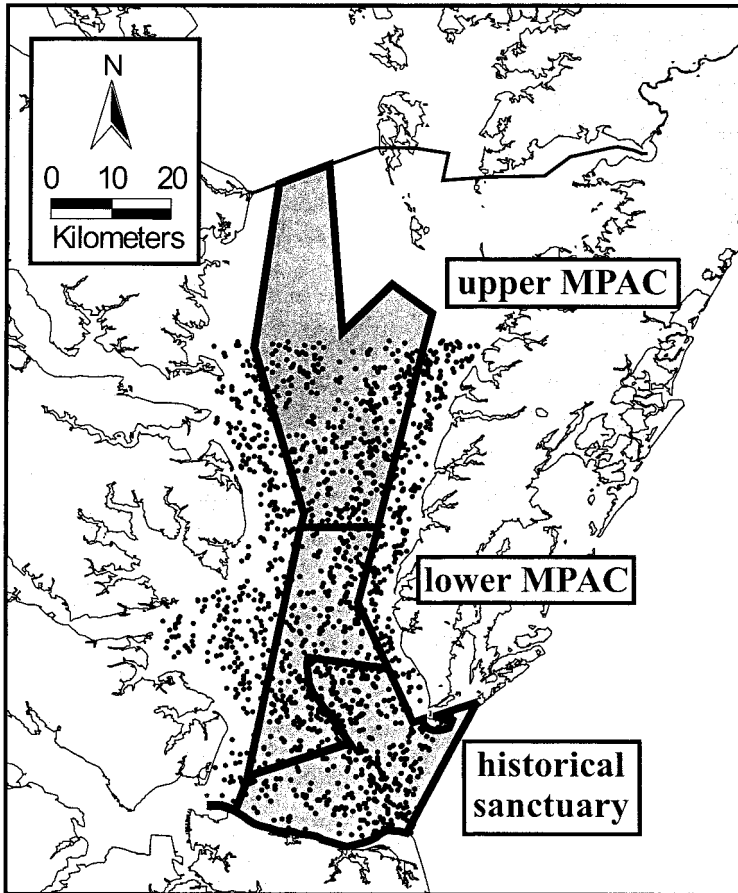 N
0 10 20
Kilometers
upper MPAC
lower MPAC
historical
sanctuary